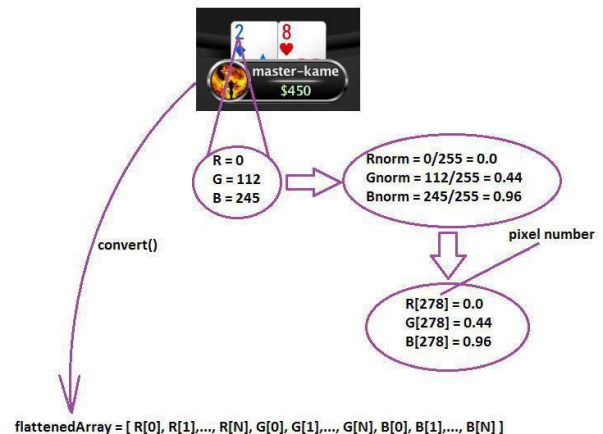 2 8
master-kame
$450
R = 0
G = 112
B = 245
Rnorm = 0/255 = 0.0
Gnorm = 112/255 = 0.44
Bnorm = 245/255 = 0.96
convert()
pixel number
R[278] = 0.0
G[278] = 0.44
B[278] = 0.96
flattenedArray = [ R[0], R[1],..., R[N], G[0], G[1],..., G[N], B[0], B[1],..., B[N] ]